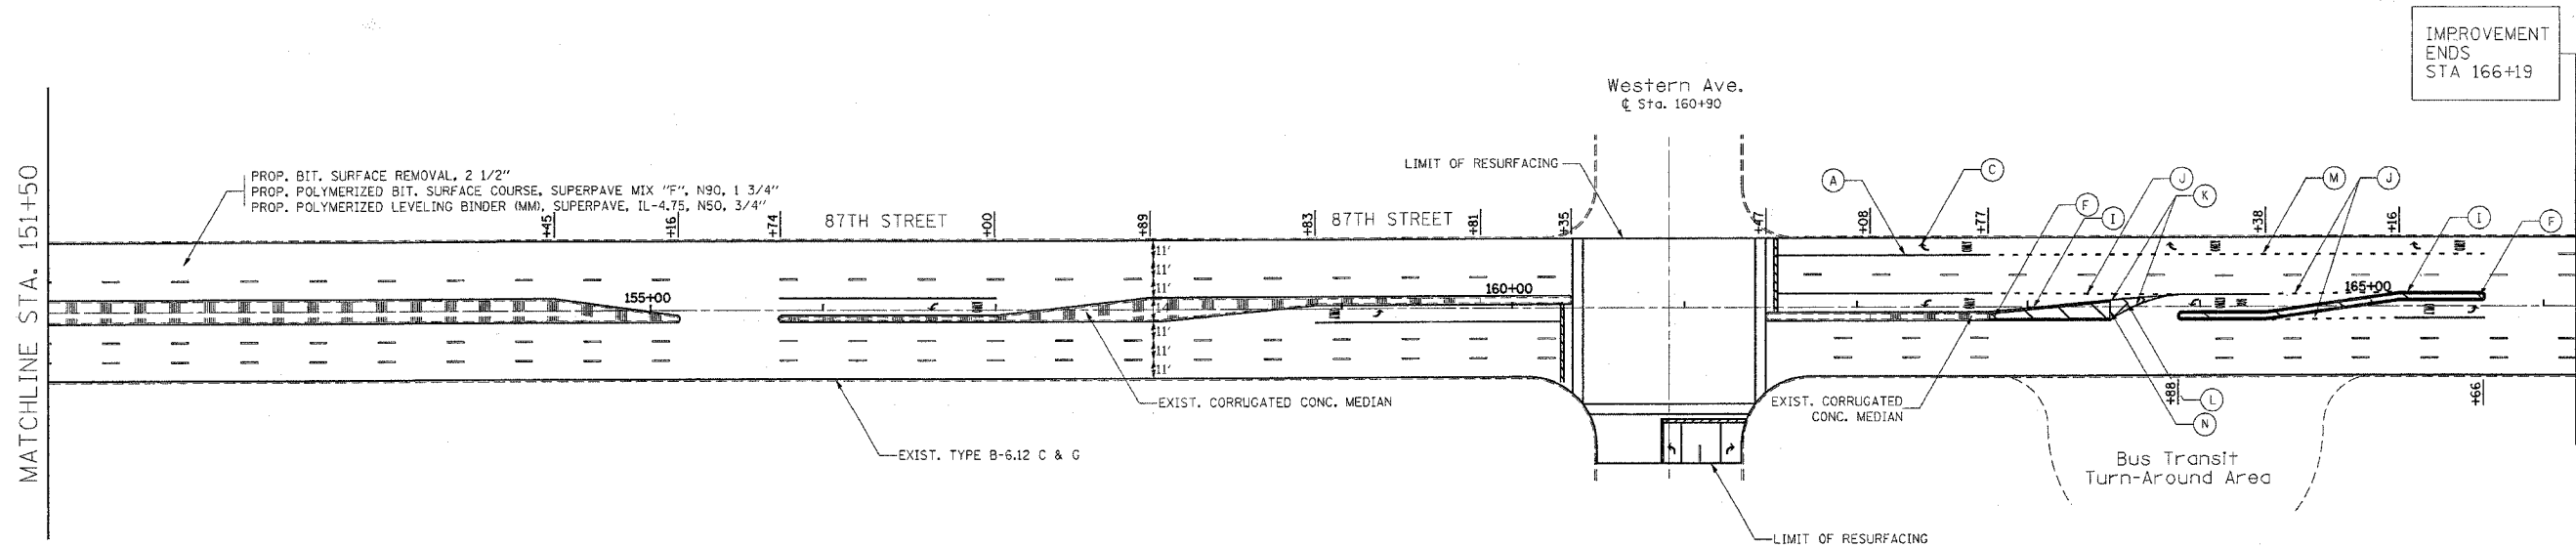 IMPROVEMENT
ENDS
STA 166+19
Western Ave.
℄ Sta. 160+90
MATCHLINE STA. 151+50
PROP. BIT. SURFACE REMOVAL, 2 1/2"
PROP. POLYMERIZED BIT. SURFACE COURSE, SUPERPAVE MIX "F", N90, 1 3/4"
PROP. POLYMERIZED LEVELING BINDER (MM), SUPERPAVE, IL-4.75, N50, 3/4"
LIMIT OF RESURFACING
A
C
F
I
J
K
M
J
I
F
+45
+16
+74
87TH STREET
+00
+89
+83
87TH STREET
+81
+35
+47
+08
+77
+38
+16
11'
11'
11'
14'
11'
11'
11'
155+00
160+00
165+00
ONLY
ONLY
ONLY
ONLY
EXIST. CORRUGATED CONC. MEDIAN
EXIST. CORRUGATED
CONC. MEDIAN
+88
L
N
+66
EXIST. TYPE B-6.12 C & G
Bus Transit
Turn-Around Area
LIMIT OF RESURFACING